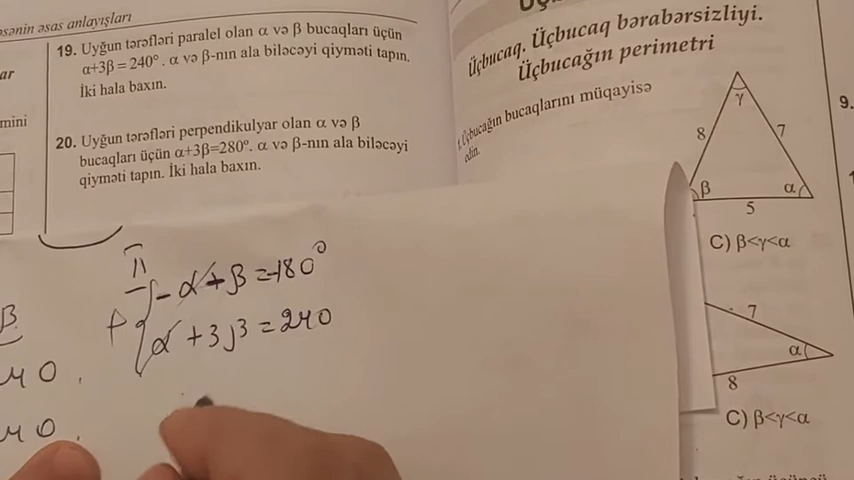 əsas anlayışları
19. Uyğun tərəfləri paralel olan α və β bucaqları üçün
α+3β = 240°. α və β-nın ala biləcəyi qiyməti tapın.
İki hala baxın.
20. Uyğun tərəfləri perpendikulyar olan α və β
bucaqları üçün α+3β=280°. α və β-nın ala biləcəyi
qiyməti tapın. İki hala baxın.
Üçbucaq. Üçbucaq bərabərsizliyi.
Üçbucağın perimetri
Üçbucağın bucaqlarını müqayisə
edin.
γ
8
7
β
α
5
C) β<γ<α
7
α
8
C) β<γ<α
9.
II
-α+β=-180°
α+3β=240
β